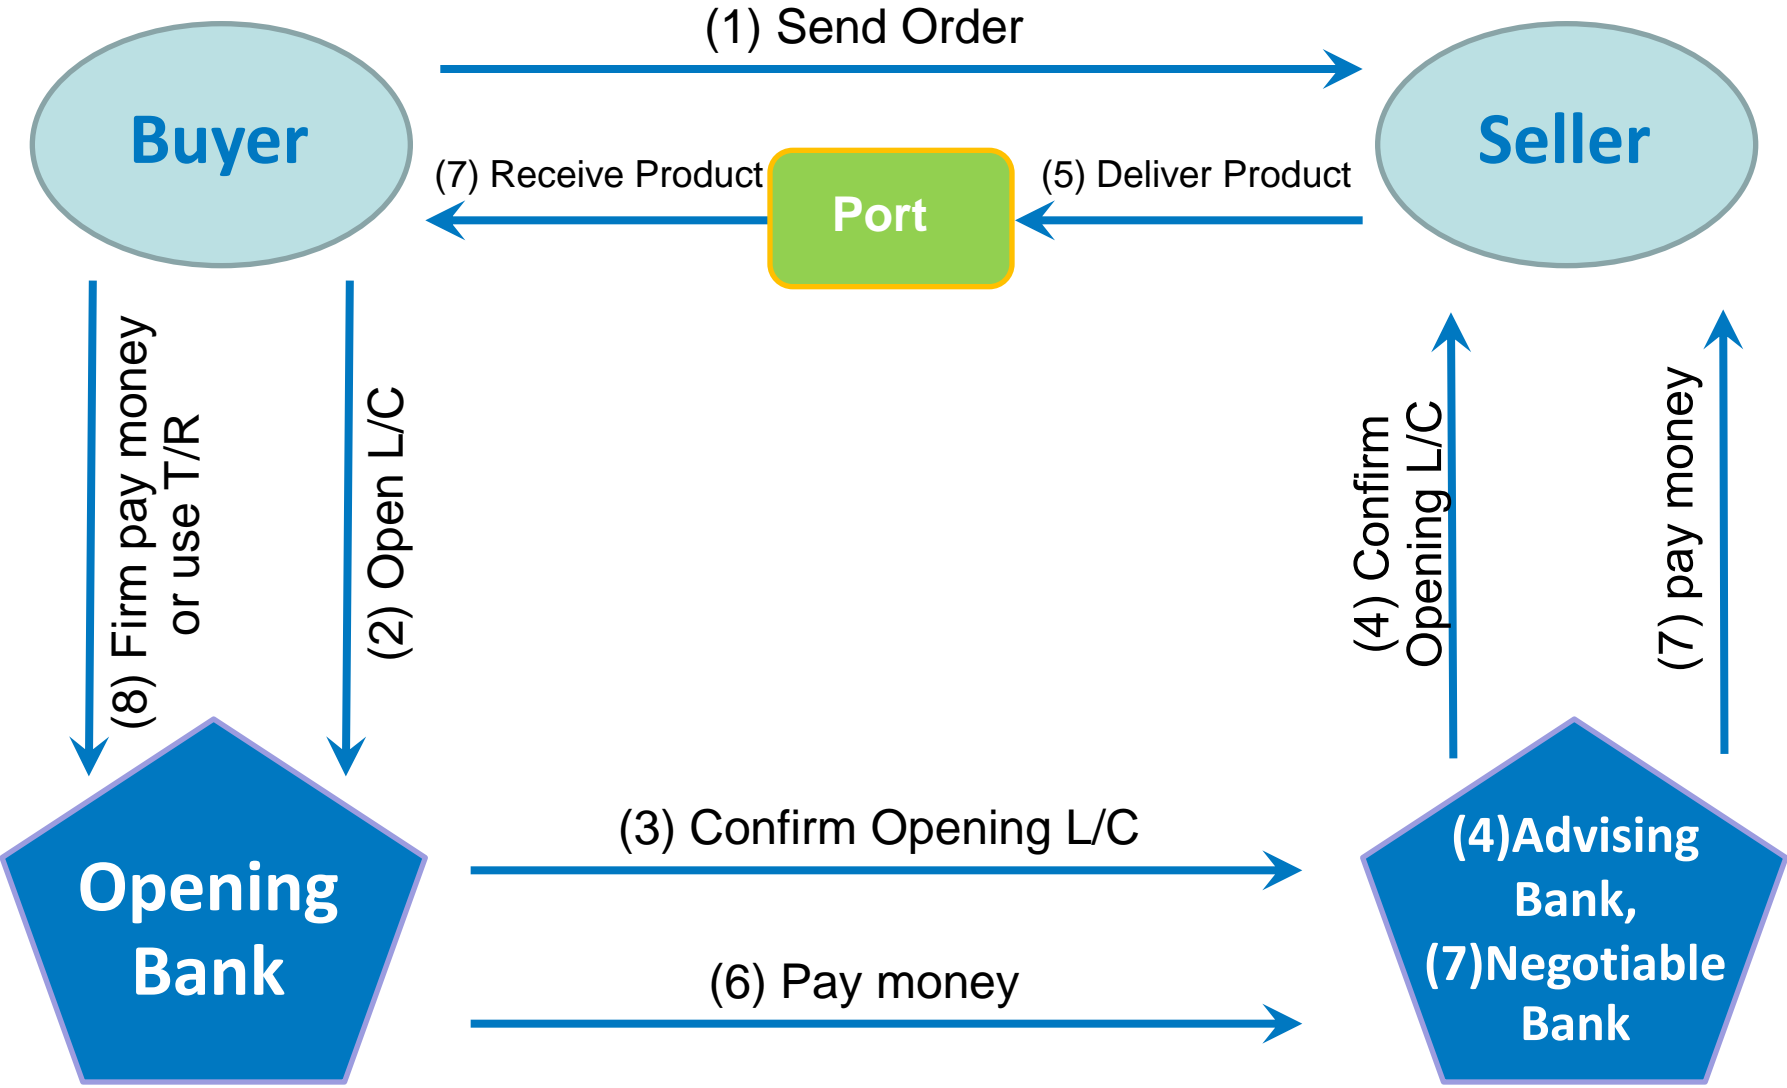 (1) Send Order
Buyer
Seller
(7) Receive Product
Port
(5) Deliver Product
(8) Firm pay money
or use T/R
(2) Open L/C
(4) Confirm
Opening L/C
(7) pay money
(3) Confirm Opening L/C
Opening
Bank
(4)Advising
Bank,
(7)Negotiable
Bank
(6) Pay money